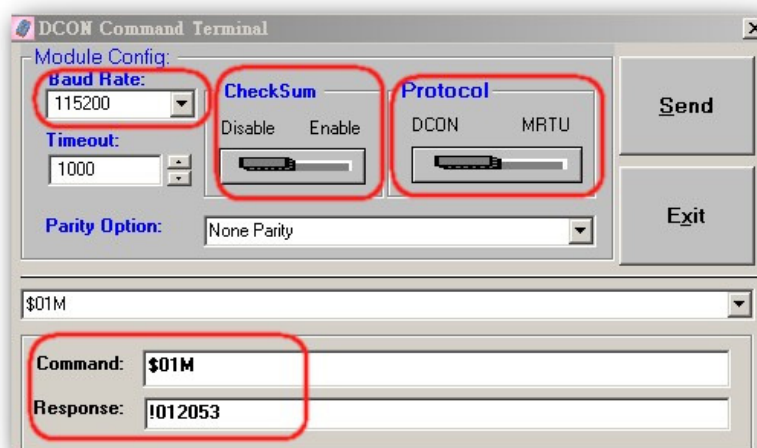 DCON Command Terminal
Module Config:
Baud Rate:
115200
CheckSum
Disable Enable
Protocol
DCON MRTU
Send
Timeout:
1000
Exit
Parity Option:
None Parity
$01M
Command: $01M
Response: !012053